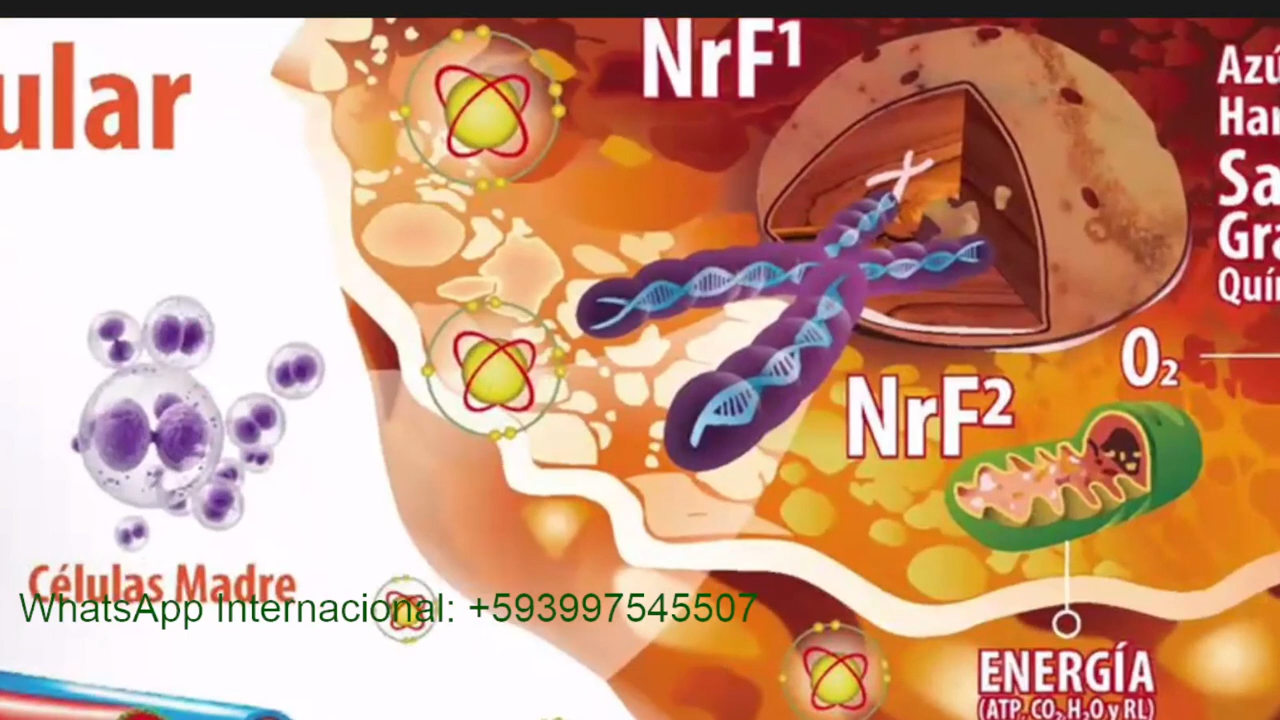 ular
NrF¹
Azú
Har
Sa
Gra
Quí
O₂
NrF²
Células Madre
WhatsApp Internacional: +593997545507
ENERGÍA
(ATP, CO₂, H₂O y RL)